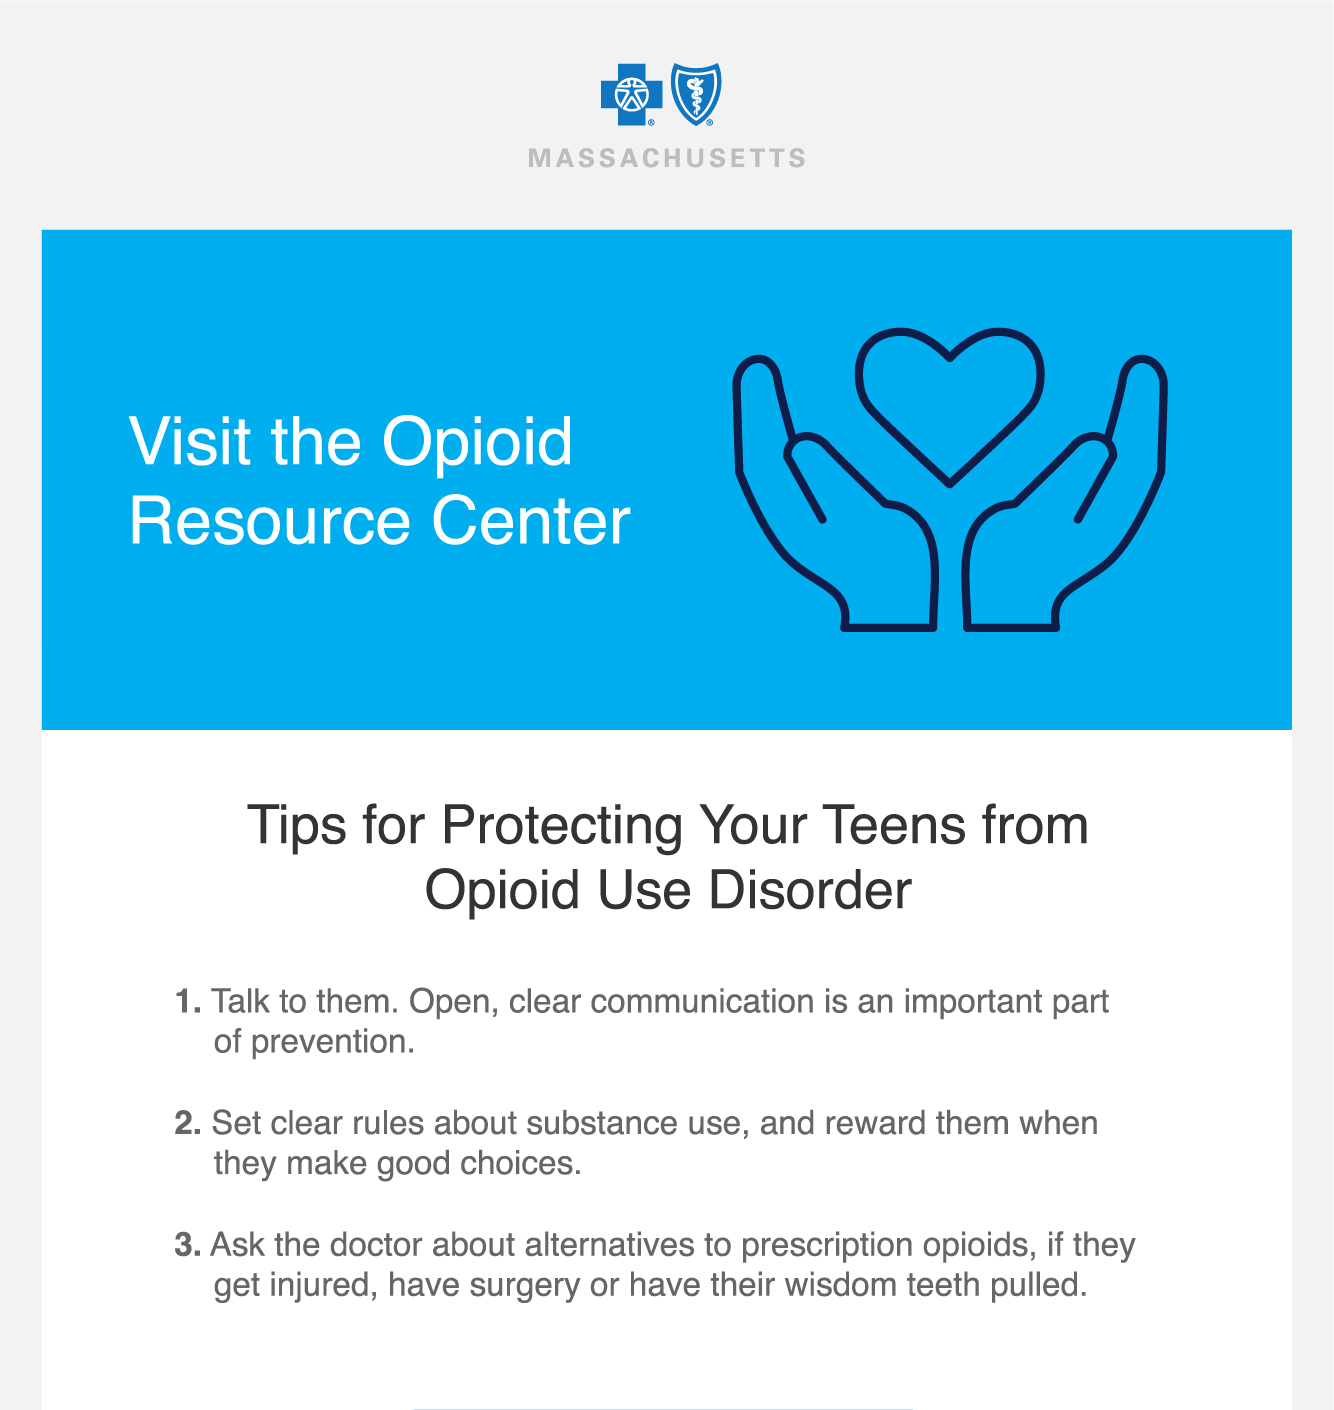 MASSACHUSETTS
Visit the Opioid
Resource Center
Tips for Protecting Your Teens from
Opioid Use Disorder
1. Talk to them. Open, clear communication is an important part
of prevention.
2. Set clear rules about substance use, and reward them when
they make good choices.
3. Ask the doctor about alternatives to prescription opioids, if they
get injured, have surgery or have their wisdom teeth pulled.